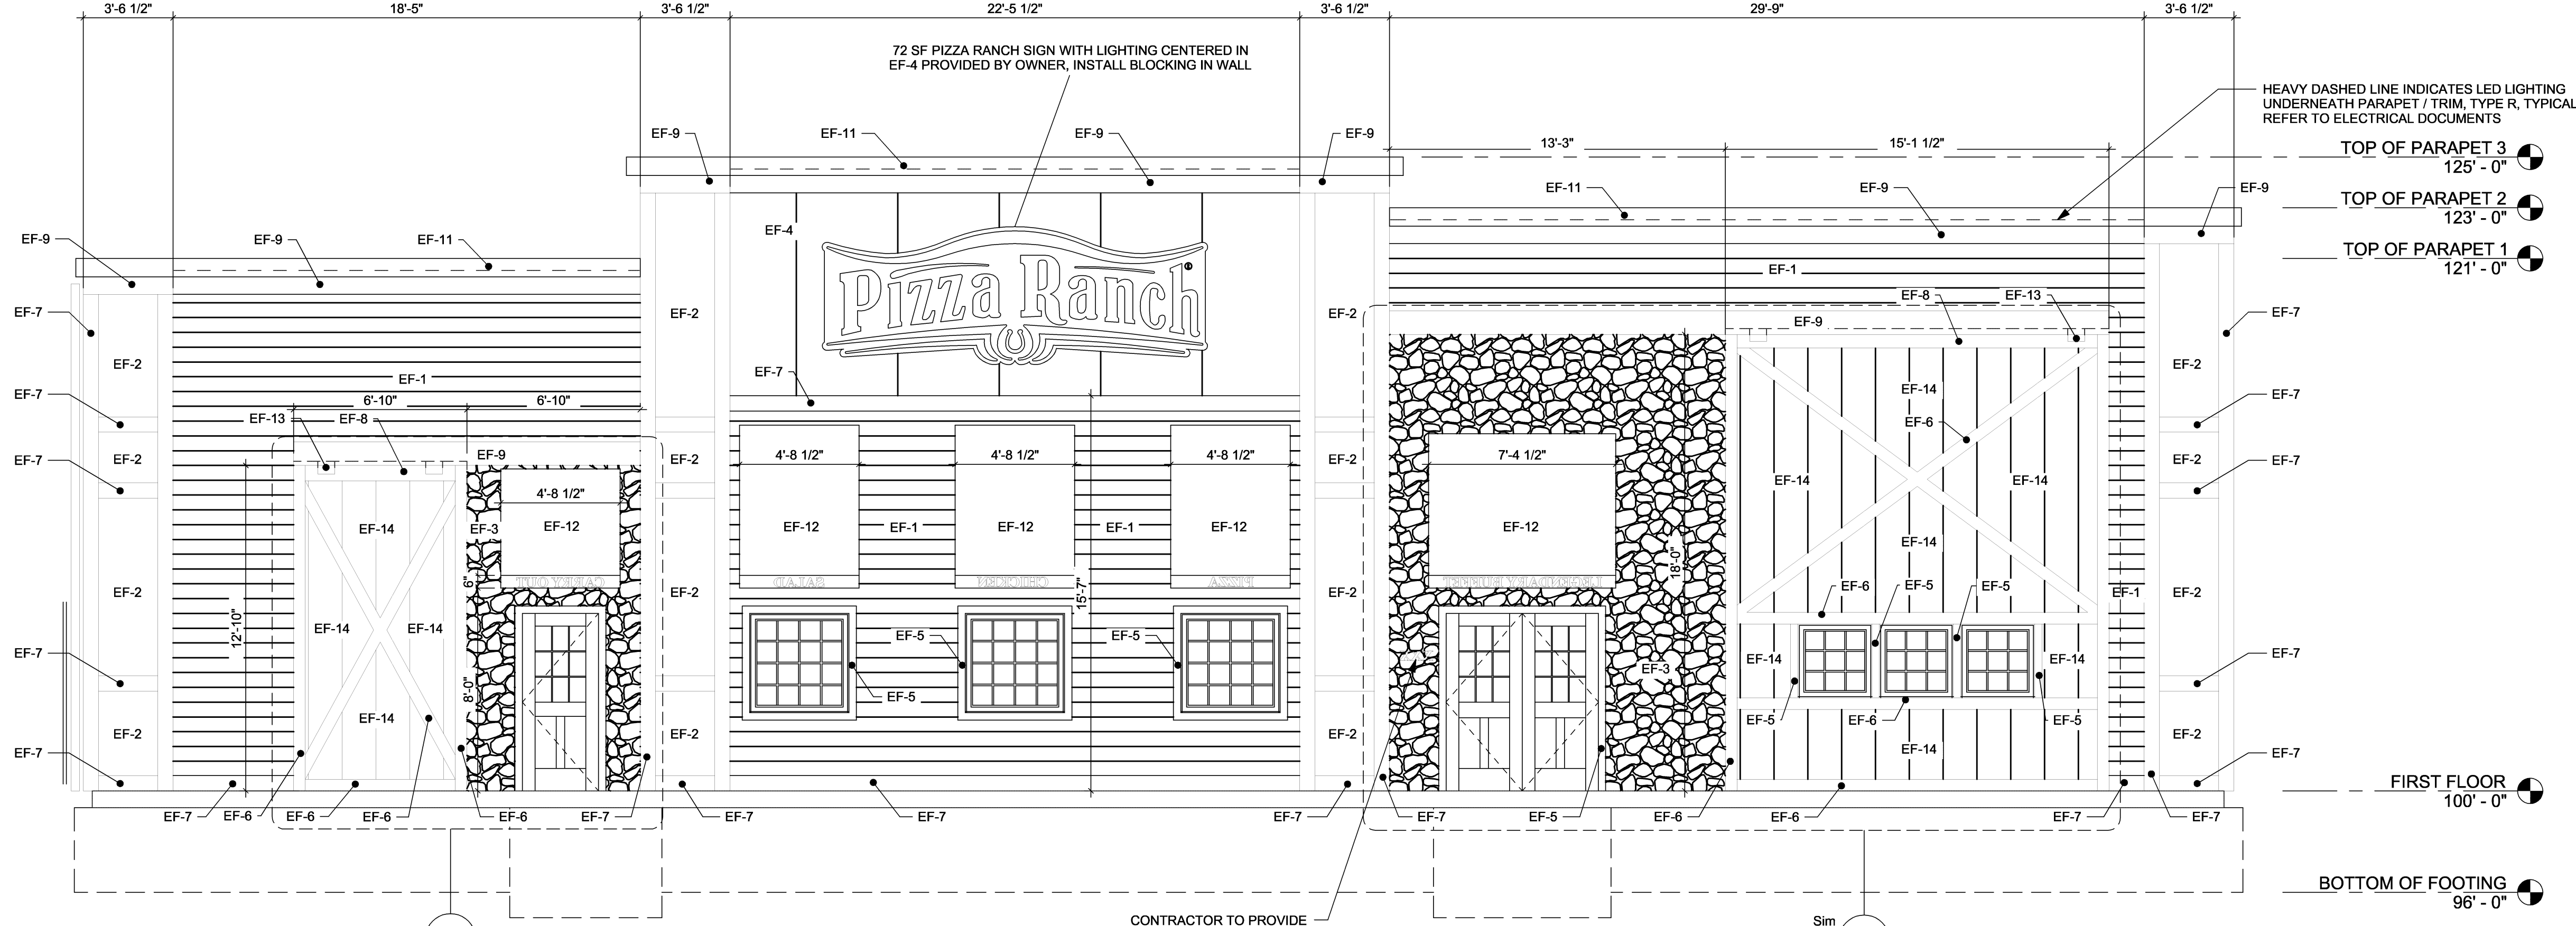 3'-6 1/2" 18'-5" 3'-6 1/2" 22'-5 1/2" 3'-6 1/2" 29'-9" 3'-6 1/2"
72 SF PIZZA RANCH SIGN WITH LIGHTING CENTERED IN
EF-4 PROVIDED BY OWNER, INSTALL BLOCKING IN WALL
HEAVY DASHED LINE INDICATES LED LIGHTING
UNDERNEATH PARAPET / TRIM, TYPE R, TYPICAL
REFER TO ELECTRICAL DOCUMENTS
EF-9 EF-11 EF-9 EF-9
13'-3" 15'-1 1/2"
TOP OF PARAPET 3
125' - 0"
EF-11 EF-9 EF-9
TOP OF PARAPET 2
123' - 0"
EF-4
EF-9 EF-9 EF-11
TOP OF PARAPET 1
121' - 0"
EF-1
Pizza Ranch®
EF-8 EF-13
EF-7 EF-2 EF-2 EF-9 EF-7
EF-2 EF-1 EF-7 EF-2
EF-7 EF-14 EF-7
6'-10" 6'-10"
EF-13 EF-8 EF-6
EF-9 4'-8 1/2" 4'-8 1/2" 4'-8 1/2" 7'-4 1/2"
EF-7 EF-2 EF-2 EF-2 EF-2 EF-7
EF-14 EF-14
4'-8 1/2"
EF-14 EF-3 EF-12 EF-12 EF-1 EF-12 EF-1 EF-12 EF-12
EF-14
18'-0"
CARRY OUT SALAD CHICKEN PIZZA LEGENDARY BUFFET
6"
15'-7"
EF-2 EF-2 EF-2 EF-6 EF-5 EF-5 EF-1 EF-2
12'-10"
EF-14 EF-14 EF-5 EF-5
EF-7 EF-3 EF-14 EF-14 EF-7
8'-0"
EF-5
EF-14 EF-5 EF-6 EF-5
EF-2 EF-2 EF-2 EF-2
EF-7 EF-14 EF-7
FIRST FLOOR
100' - 0"
EF-7 EF-6 EF-6 EF-6 EF-6 EF-7 EF-7 EF-7 EF-7 EF-7 EF-5 EF-6 EF-6 EF-7 EF-7
BOTTOM OF FOOTING
96' - 0"
CONTRACTOR TO PROVIDE
Sim